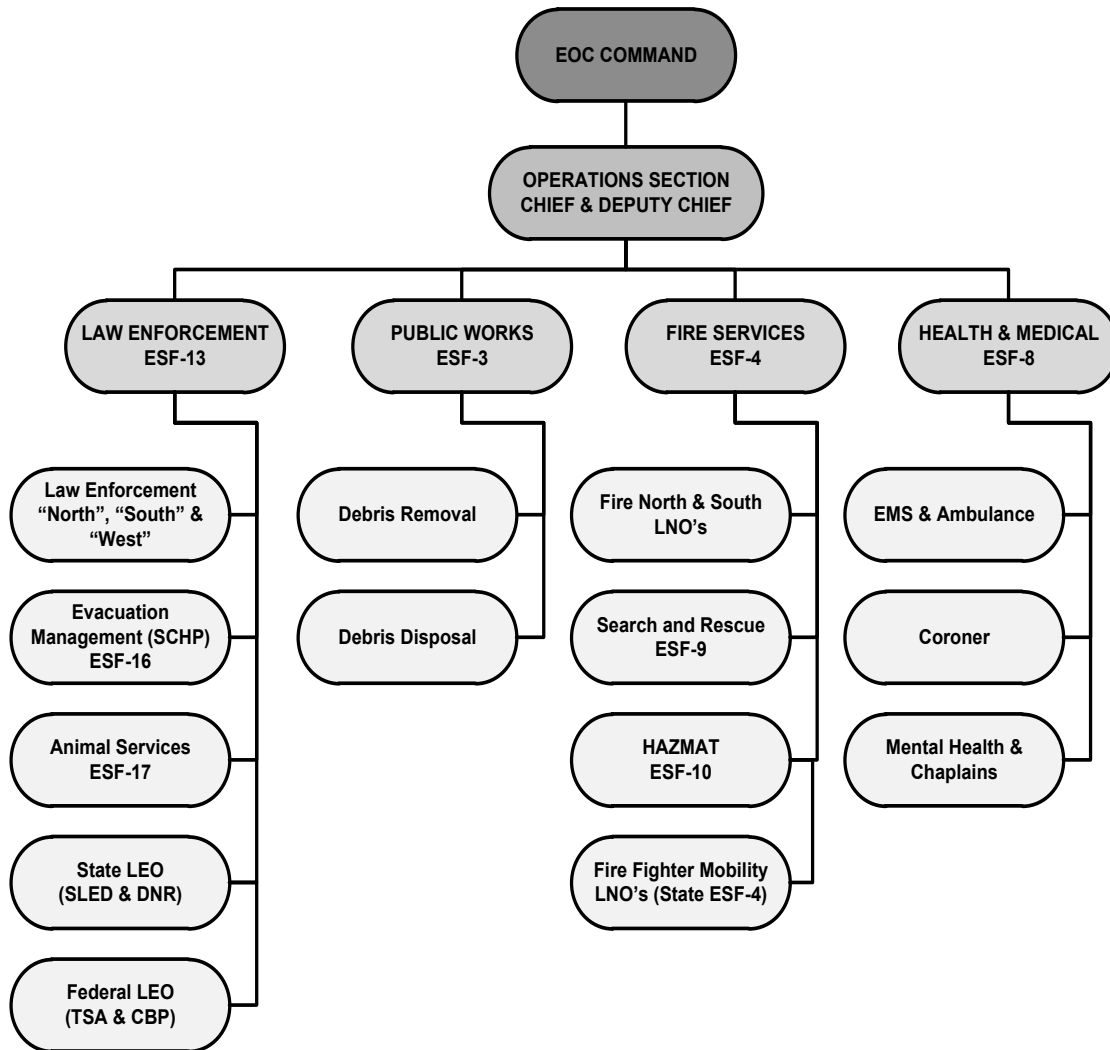 EOC COMMAND
OPERATIONS SECTION
CHIEF & DEPUTY CHIEF
LAW ENFORCEMENT
ESF-13
PUBLIC WORKS
ESF-3
FIRE SERVICES
ESF-4
HEALTH & MEDICAL
ESF-8
Law Enforcement
“North”, “South” &
“West”
Evacuation
Management (SCHP)
ESF-16
Animal Services
ESF-17
State LEO
(SLED & DNR)
Federal LEO
(TSA & CBP)
Debris Removal
Debris Disposal
Fire North & South
LNO’s
Search and Rescue
ESF-9
HAZMAT
ESF-10
Fire Fighter Mobility
LNO’s (State ESF-4)
EMS & Ambulance
Coroner
Mental Health &
Chaplains